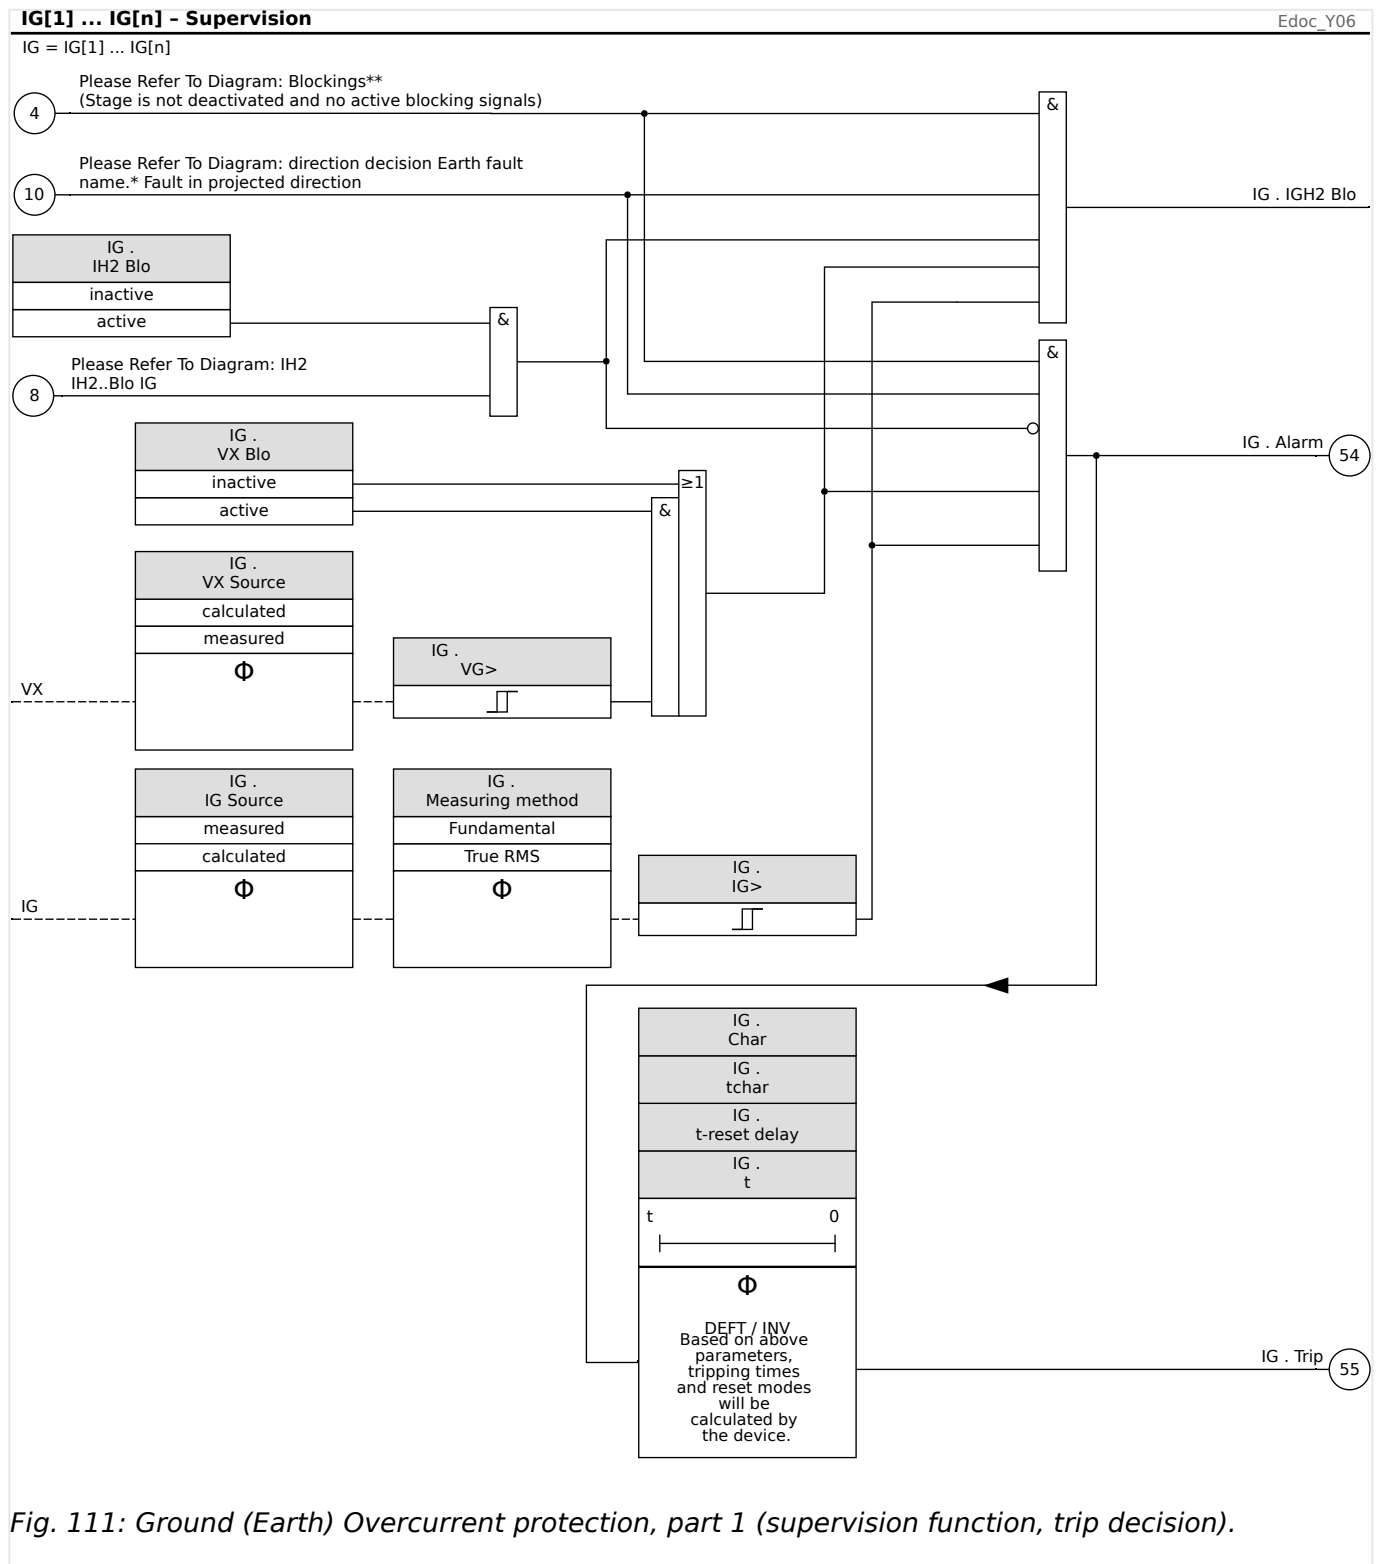 IG[1] ... IG[n] – Supervision
Edoc_Y06
IG = IG[1] ... IG[n]
Please Refer To Diagram: Blockings**
(Stage is not deactivated and no active blocking signals)
4
&
Please Refer To Diagram: direction decision Earth fault
name.* Fault in projected direction
10
IG . IGH2 Blo
IG .
IH2 Blo
inactive
active
&
&
Please Refer To Diagram: IH2
IH2..Blo IG
8
IG .
VX Blo
inactive
active
≥1
&
IG . Alarm
54
IG .
VX Source
calculated
measured
Φ
VX
IG .
VG>
IG .
IG Source
measured
calculated
Φ
IG
IG .
Measuring method
Fundamental
True RMS
Φ
IG .
IG>
IG .
Char
IG .
tchar
IG .
t-reset delay
IG .
t
t 0
Φ
DEFT / INV
Based on above
parameters,
tripping times
and reset modes
will be
calculated by
the device.
IG . Trip
55
Fig. 111: Ground (Earth) Overcurrent protection, part 1 (supervision function, trip decision).